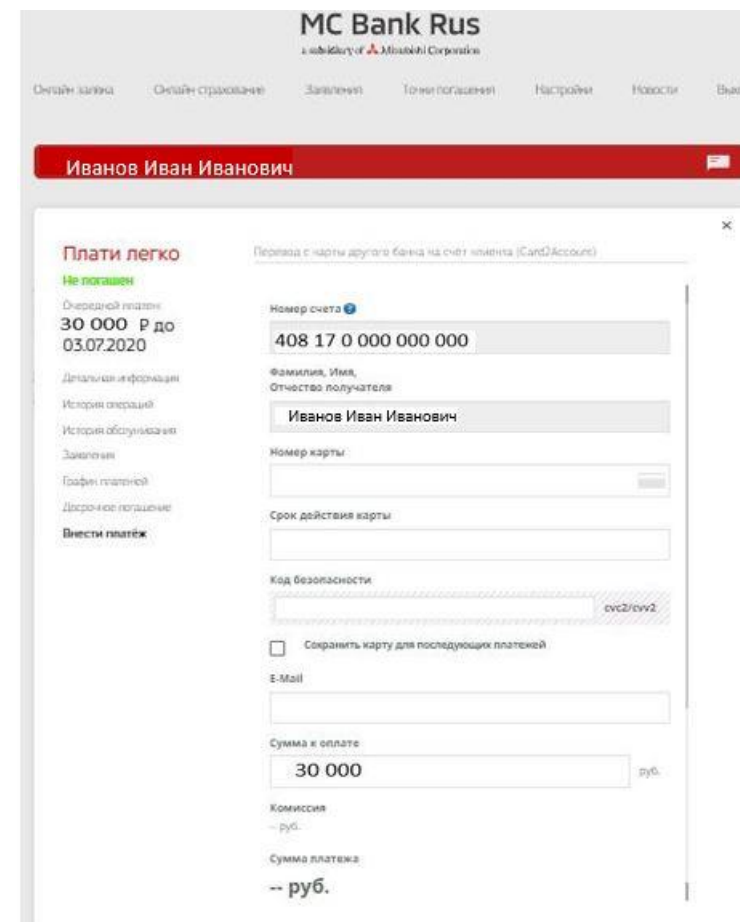 MC Bank Rus
a subsidiary of Mitsubishi Corporation
Онлайн заявка Онлайн страхование Заявления Точки погашения Настройки Новости
Иванов Иван Иванович
×
Плати легко
Перевод с карты другого банка на счёт клиента (Card2Account)
Не погашен
Очередной платеж
30 000 Р до
03.07.2020
Детальная информация
История операций
История обслуживания
Заявления
График платежей
Досрочное погашение
Внести платёж
Номер счета ?
408 17 0 000 000 000
Фамилия, Имя,
Отчество получателя
Иванов Иван Иванович
Номер карты
Срок действия карты
Код безопасности
cvc2/cvv2
Сохранить карту для последующих платежей
E-Mail
Сумма к оплате
30 000 руб.
Комиссия
-- руб.
Сумма платежа
-- руб.